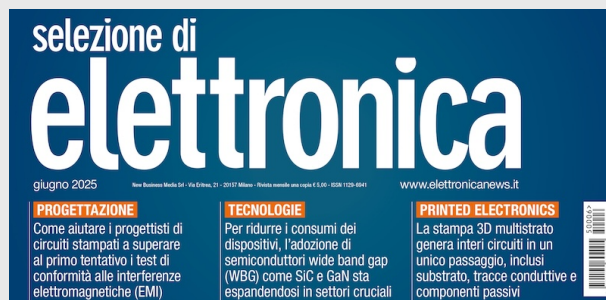 selezione di
elettronica
giugno 2025
New Business Media Srl - Via Eritrea, 21 - 20157 Milano - Rivista mensile una copia € 5,00 - ISSN 1129-6941
www.elettronicanews.it
PROGETTAZIONE
Come aiutare i progettisti di
circuiti stampati a superare
al primo tentativo i test di
conformità alle interferenze
elettromagnetiche (EMI)
TECNOLOGIE
Per ridurre i consumi dei
dispositivi, l'adozione di
semiconduttori wide band gap
(WBG) come SiC e GaN sta
espandendosi in settori cruciali
PRINTED ELECTRONICS
La stampa 3D multistrato
genera interi circuiti in un
unico passaggio, inclusi
substrato, tracce conduttive e
componenti passivi
50006>